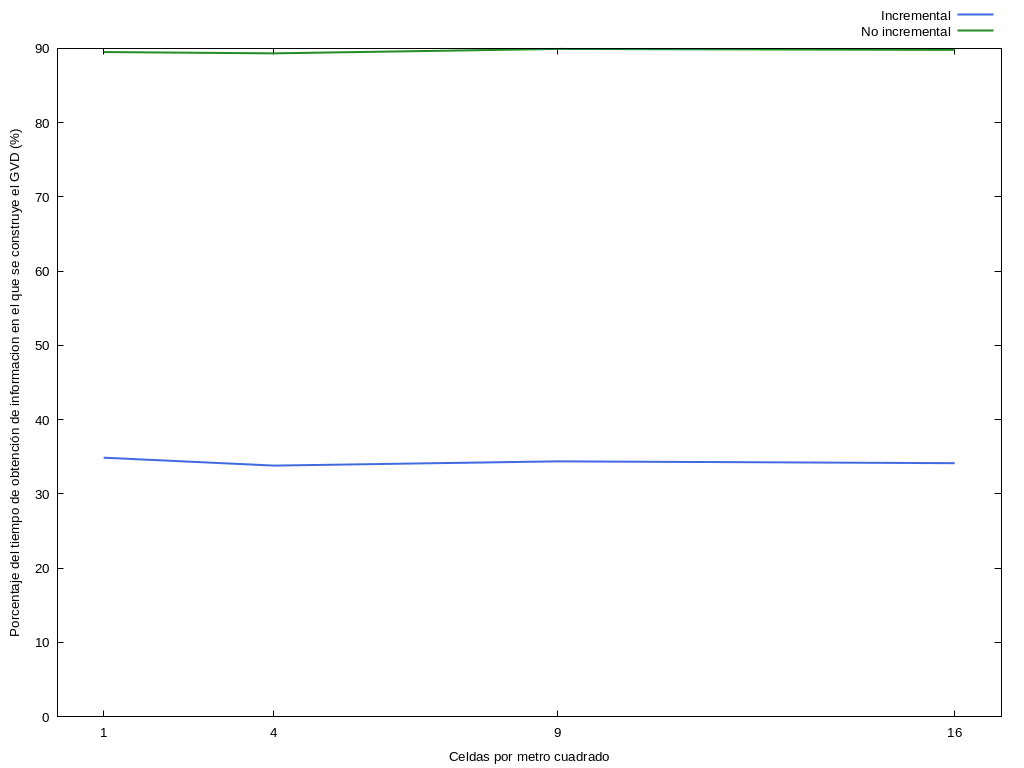 Incremental
No incremental
90
80
70
60
50
40
30
20
10
0
Porcentaje del tiempo de obtención de informacion en el que se construye el GVD (%)
1 4 9 16
Celdas por metro cuadrado